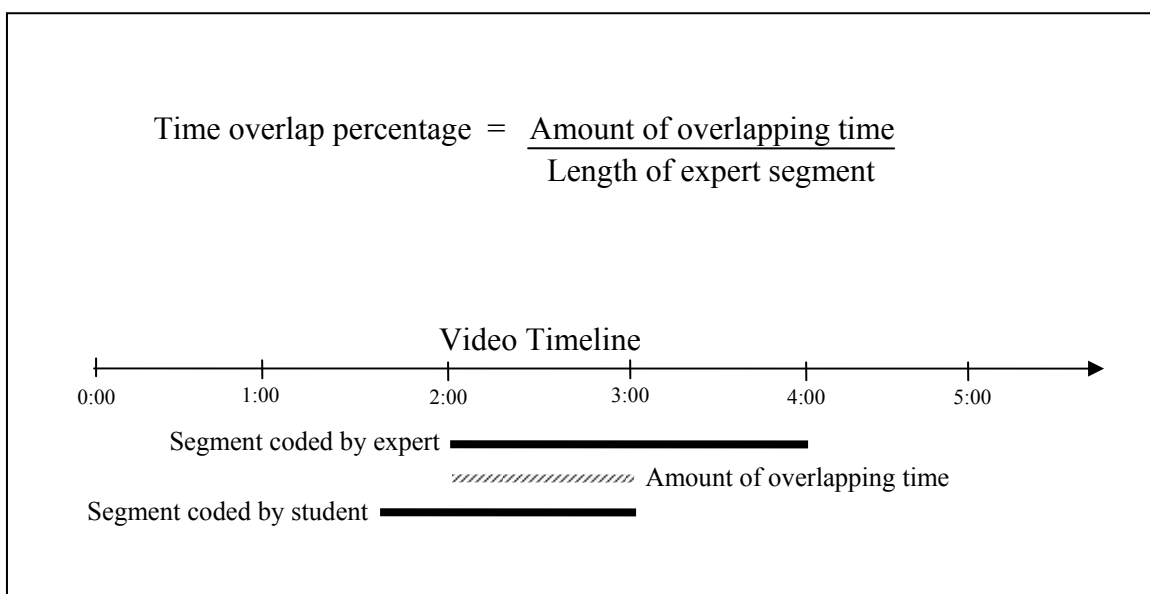 Time overlap percentage = Amount of overlapping time
Length of expert segment
Video Timeline
0:00 1:00 2:00 3:00 4:00 5:00
Segment coded by expert
Amount of overlapping time
Segment coded by student